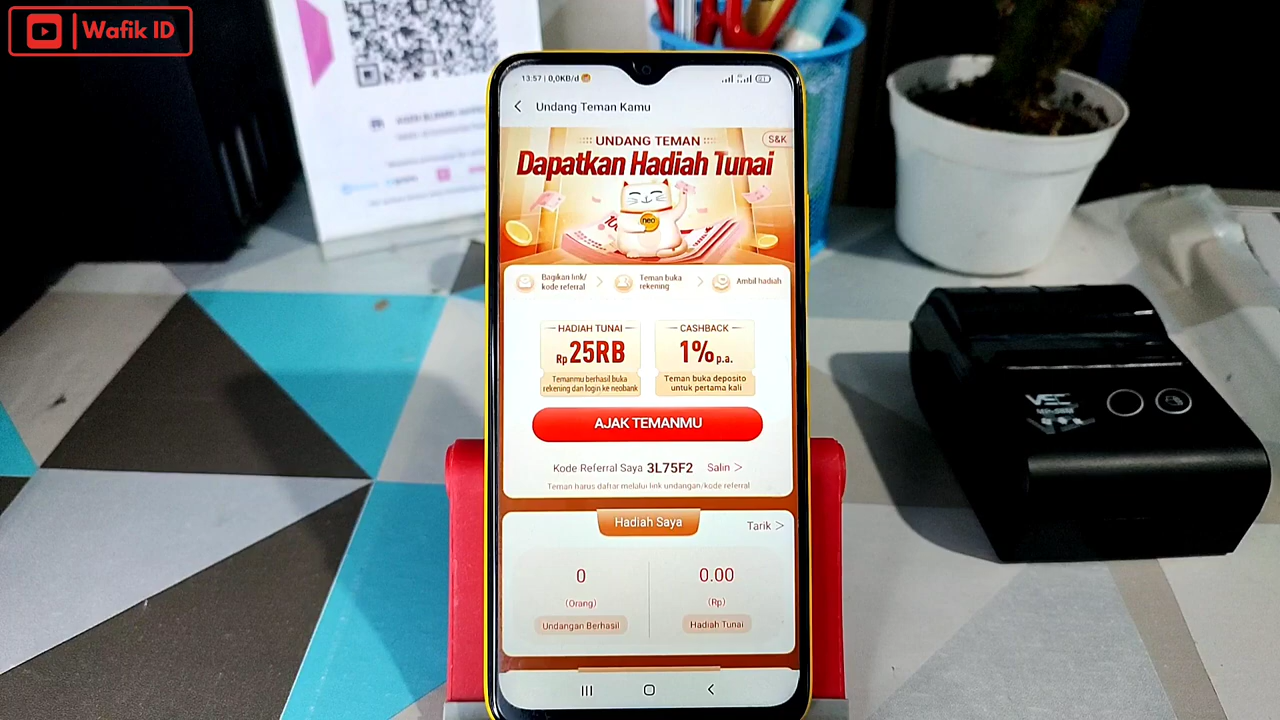 Wafik ID
13:57 | 0,0KB/d
Undang Teman Kamu
UNDANG TEMAN
S&K
Dapatkan Hadiah Tunai
neo
Bagikan link/
kode referral
Teman buka
rekening
Ambil hadiah
HADIAH TUNAI
Rp 25RB
Temanmu berhasil buka
rekening dan login ke neobank
CASHBACK
1% p.a.
Teman buka deposito
untuk pertama kali
AJAK TEMANMU
Kode Referral Saya 3L75F2 Salin >
Teman harus daftar melalui link undangan/kode referral
Hadiah Saya
Tarik >
0
(Orang)
Undangan Berhasil
0.00
(Rp)
Hadiah Tunai
VSC